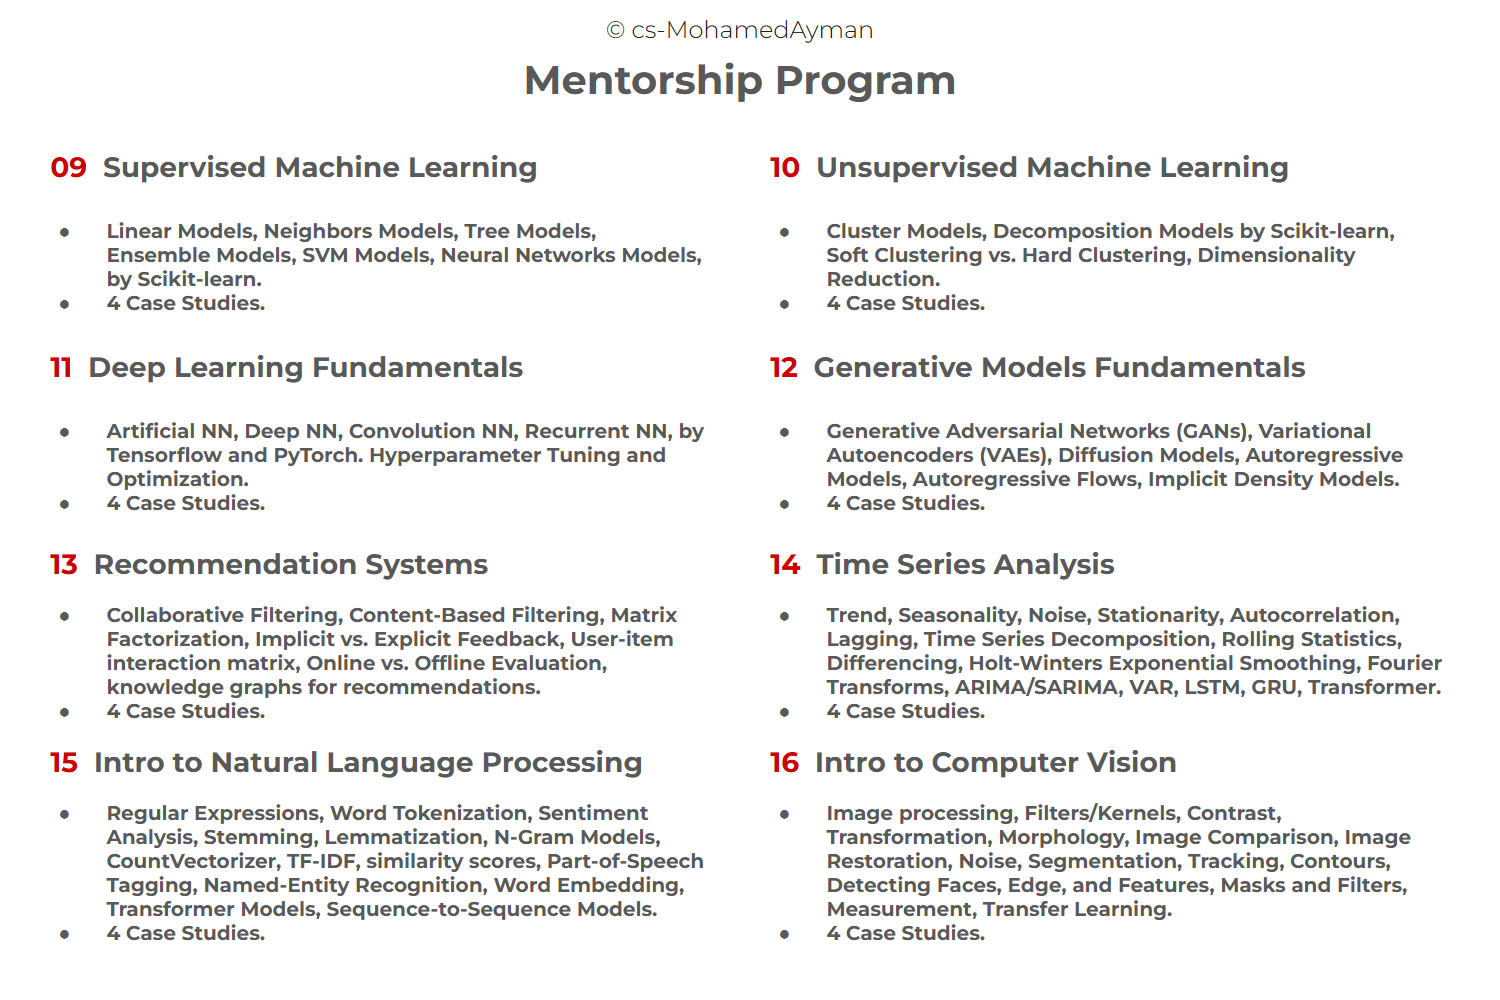 © cs-MohamedAyman
Mentorship Program
09 Supervised Machine Learning
● Linear Models, Neighbors Models, Tree Models,
Ensemble Models, SVM Models, Neural Networks Models,
by Scikit-learn.
● 4 Case Studies.
10 Unsupervised Machine Learning
● Cluster Models, Decomposition Models by Scikit-learn,
Soft Clustering vs. Hard Clustering, Dimensionality
Reduction.
● 4 Case Studies.
11 Deep Learning Fundamentals
● Artificial NN, Deep NN, Convolution NN, Recurrent NN, by
Tensorflow and PyTorch. Hyperparameter Tuning and
Optimization.
● 4 Case Studies.
12 Generative Models Fundamentals
● Generative Adversarial Networks (GANs), Variational
Autoencoders (VAEs), Diffusion Models, Autoregressive
Models, Autoregressive Flows, Implicit Density Models.
● 4 Case Studies.
13 Recommendation Systems
● Collaborative Filtering, Content-Based Filtering, Matrix
Factorization, Implicit vs. Explicit Feedback, User-item
interaction matrix, Online vs. Offline Evaluation,
knowledge graphs for recommendations.
● 4 Case Studies.
14 Time Series Analysis
● Trend, Seasonality, Noise, Stationarity, Autocorrelation,
Lagging, Time Series Decomposition, Rolling Statistics,
Differencing, Holt-Winters Exponential Smoothing, Fourier
Transforms, ARIMA/SARIMA, VAR, LSTM, GRU, Transformer.
● 4 Case Studies.
15 Intro to Natural Language Processing
● Regular Expressions, Word Tokenization, Sentiment
Analysis, Stemming, Lemmatization, N-Gram Models,
CountVectorizer, TF-IDF, similarity scores, Part-of-Speech
Tagging, Named-Entity Recognition, Word Embedding,
Transformer Models, Sequence-to-Sequence Models.
● 4 Case Studies.
16 Intro to Computer Vision
● Image processing, Filters/Kernels, Contrast,
Transformation, Morphology, Image Comparison, Image
Restoration, Noise, Segmentation, Tracking, Contours,
Detecting Faces, Edge, and Features, Masks and Filters,
Measurement, Transfer Learning.
● 4 Case Studies.